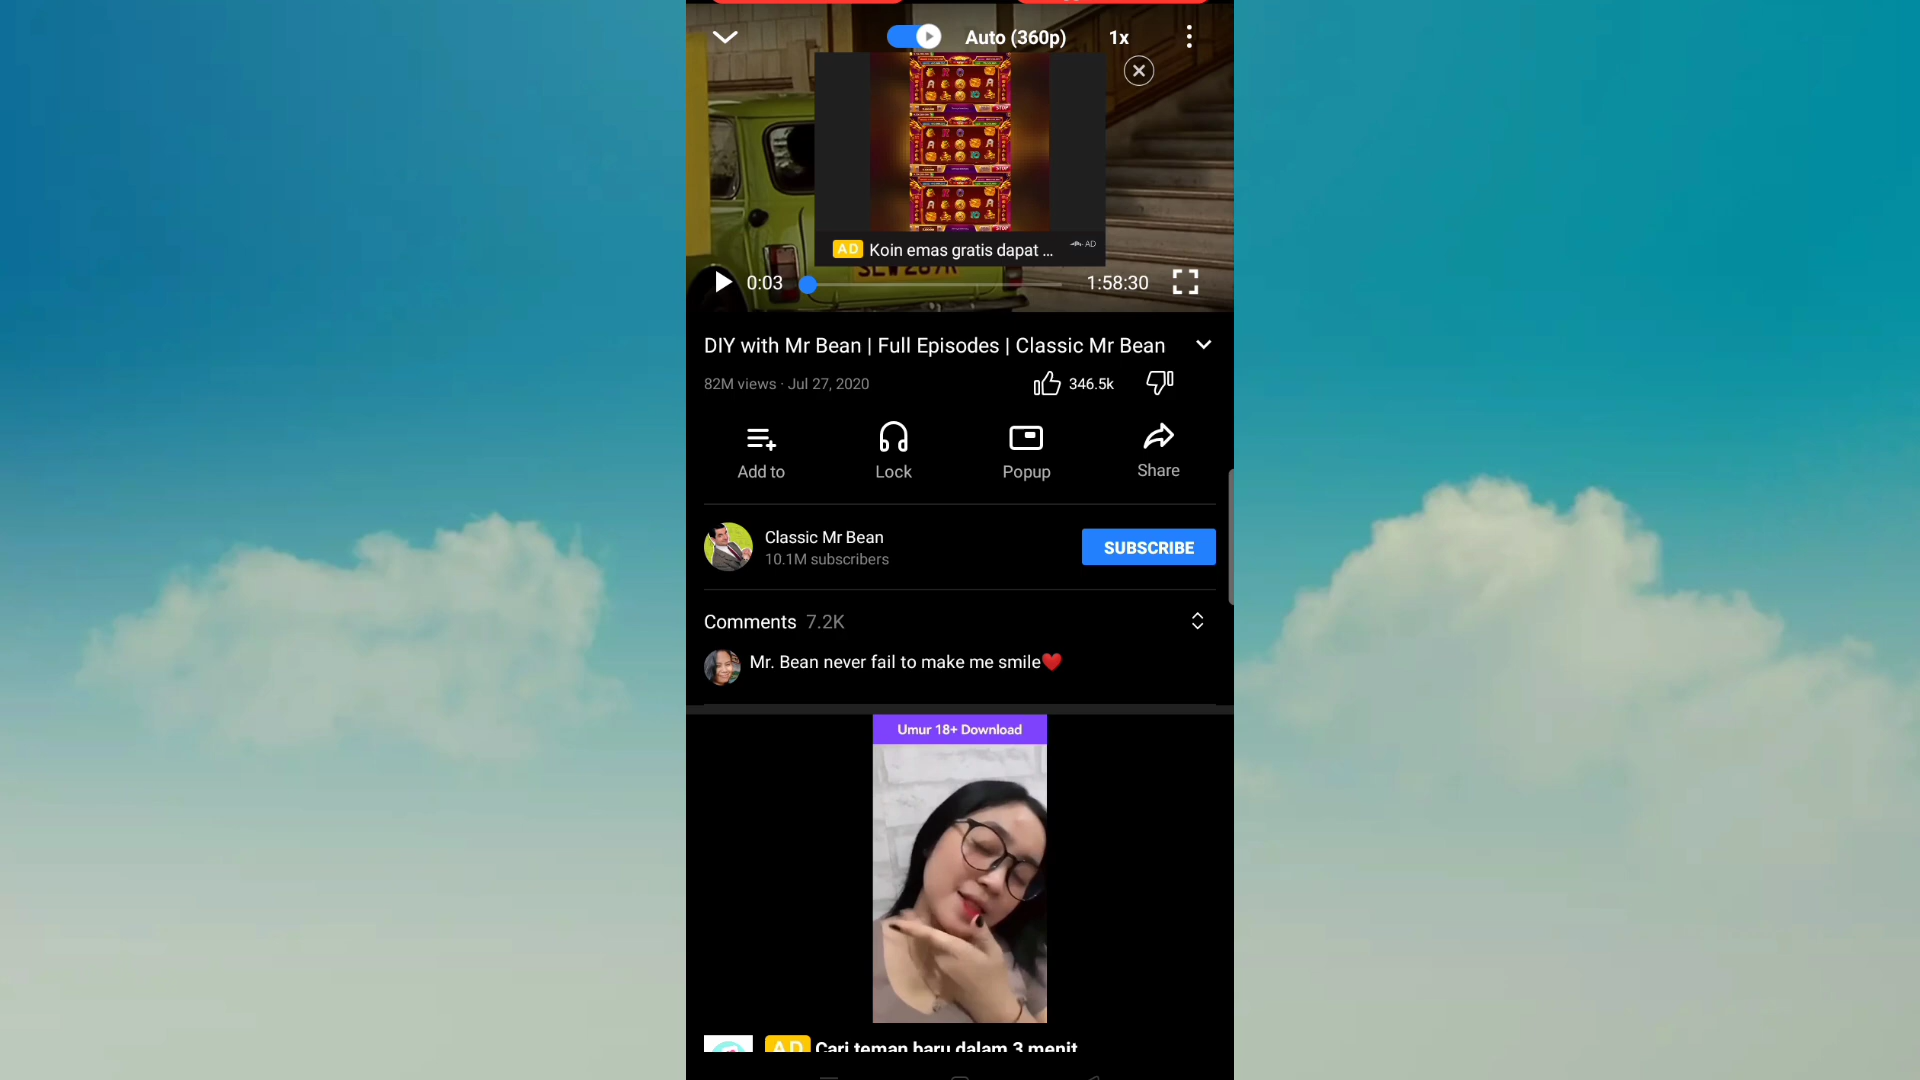 Auto (360p)
1x
AD
Koin emas gratis dapat ...
AD
0:03
1:58:30
DIY with Mr Bean | Full Episodes | Classic Mr Bean
82M views · Jul 27, 2020
346.5k
Add to
Lock
Popup
Share
Classic Mr Bean
10.1M subscribers
SUBSCRIBE
Comments 7.2K
Mr. Bean never fail to make me smile❤️
Umur 18+ Download
AD Cari teman baru dalam 3 menit